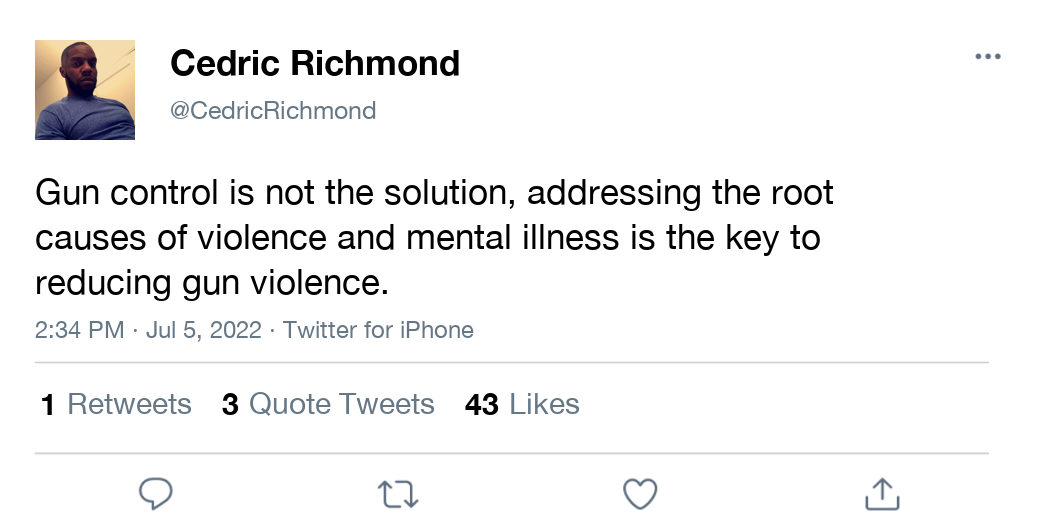 Cedric Richmond
@CedricRichmond
Gun control is not the solution, addressing the root
causes of violence and mental illness is the key to
reducing gun violence.
2:34 PM · Jul 5, 2022 · Twitter for iPhone
1 Retweets 3 Quote Tweets 43 Likes